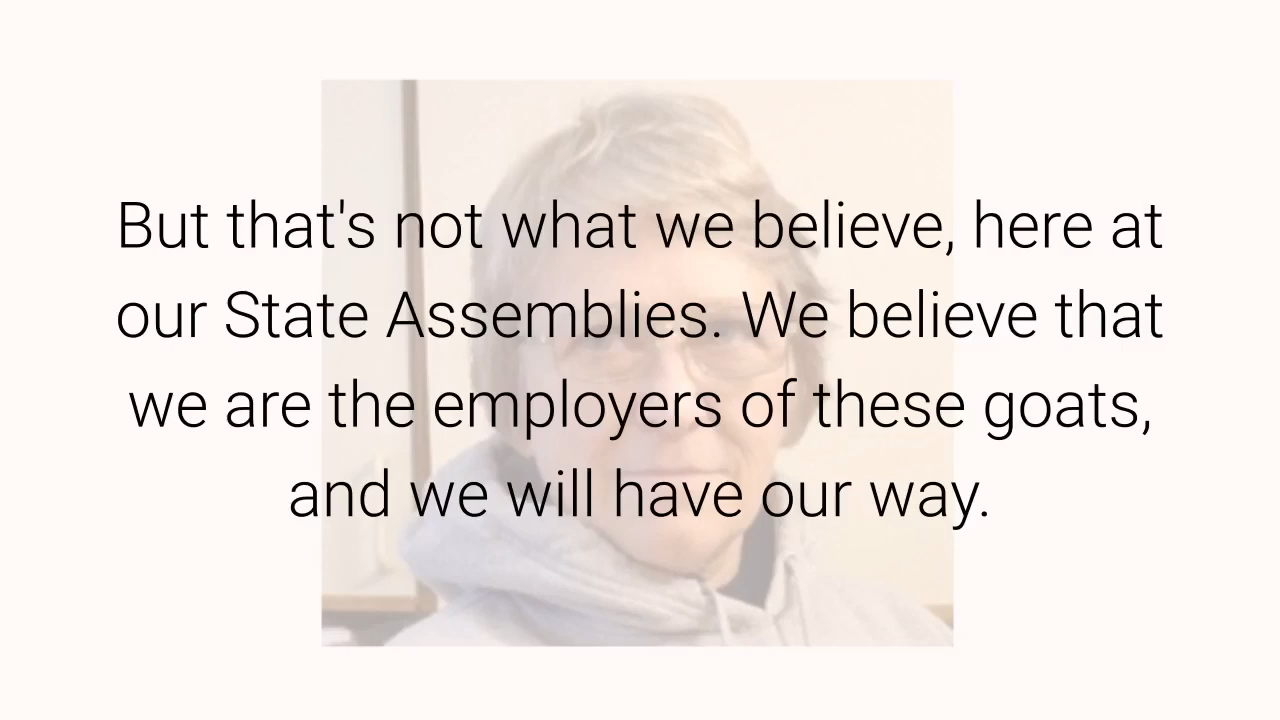 But that's not what we believe, here at
our State Assemblies. We believe that
we are the employers of these goats,
and we will have our way.